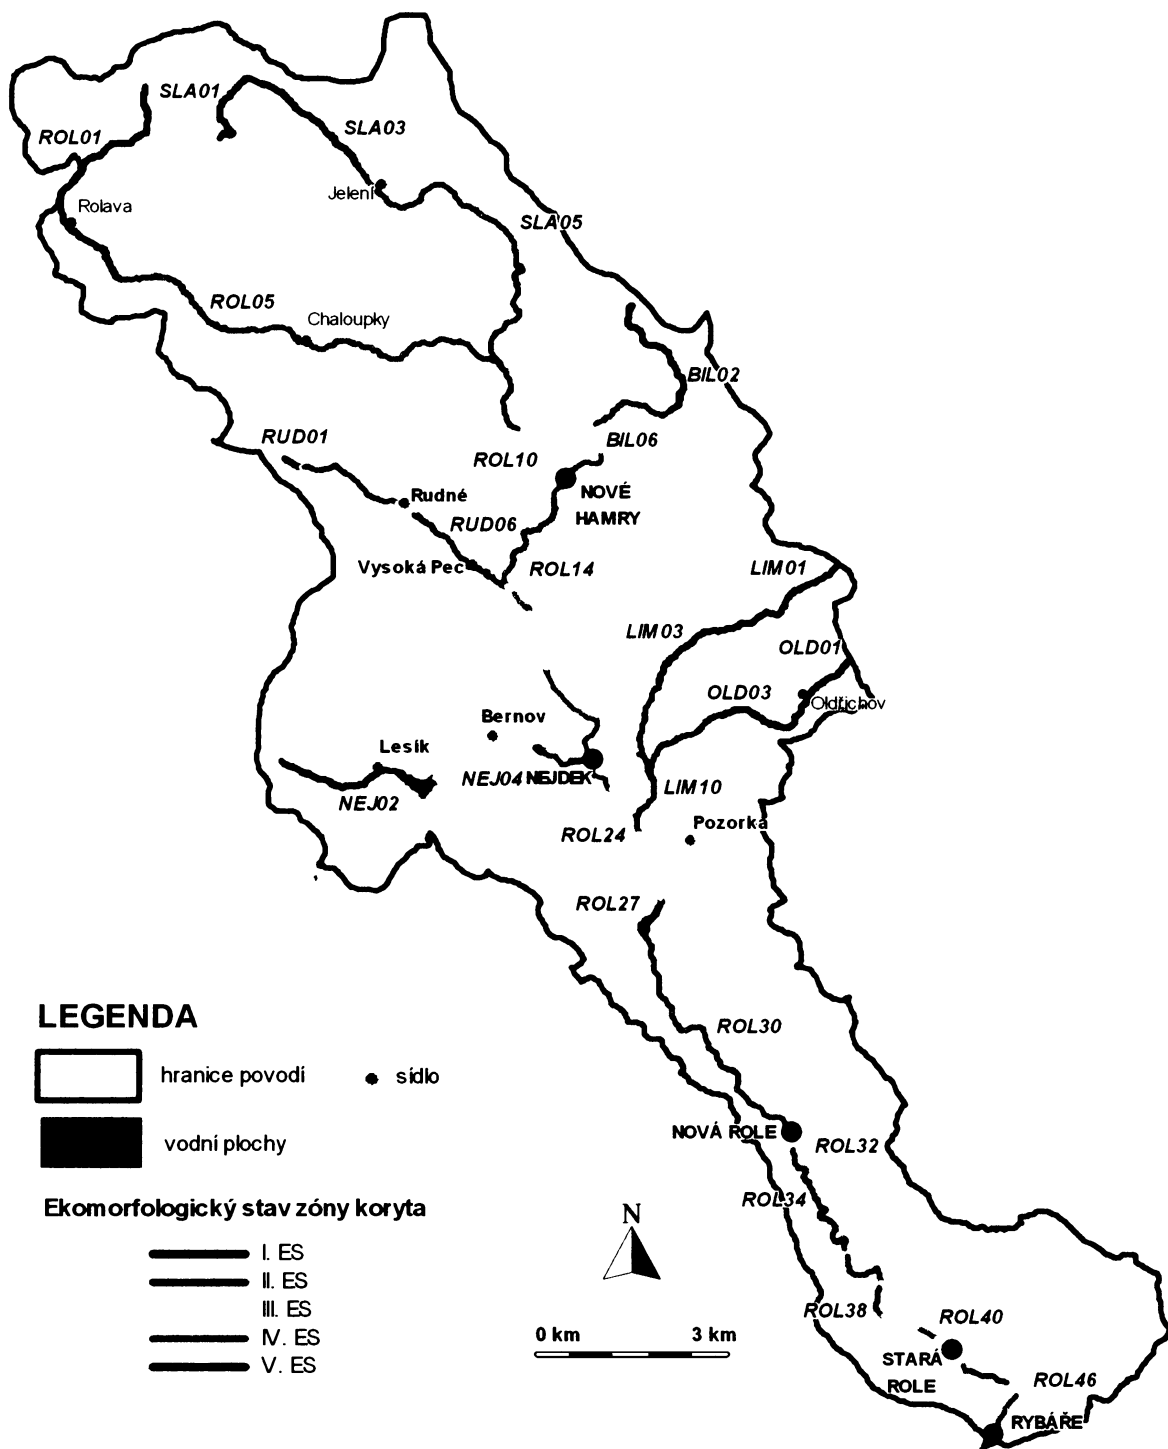 SLA01
ROL01
SLA03
Jelení
Rolava
SLA05
ROL05
Chaloupky
BIL02
RUD01
BIL06
ROL10
NOVÉ
HAMRY
Rudné
RUD06
Vysoká Pec
ROL14
LIM01
LIM03
OLD01
OLD03
Oldřichov
Bernov
Lesík
NEJ04
NEJDEK
NEJ02
LIM10
Pozorka
ROL24
ROL27
ROL30
NOVÁ ROLE
ROL32
ROL34
ROL38
ROL40
STARÁ
ROLE
ROL46
RYBÁŘE
LEGENDA
hranice povodí
sídlo
vodní plochy
Ekomorfologický stav zóny koryta
I. ES
II. ES
III. ES
IV. ES
V. ES
N
0 km 3 km